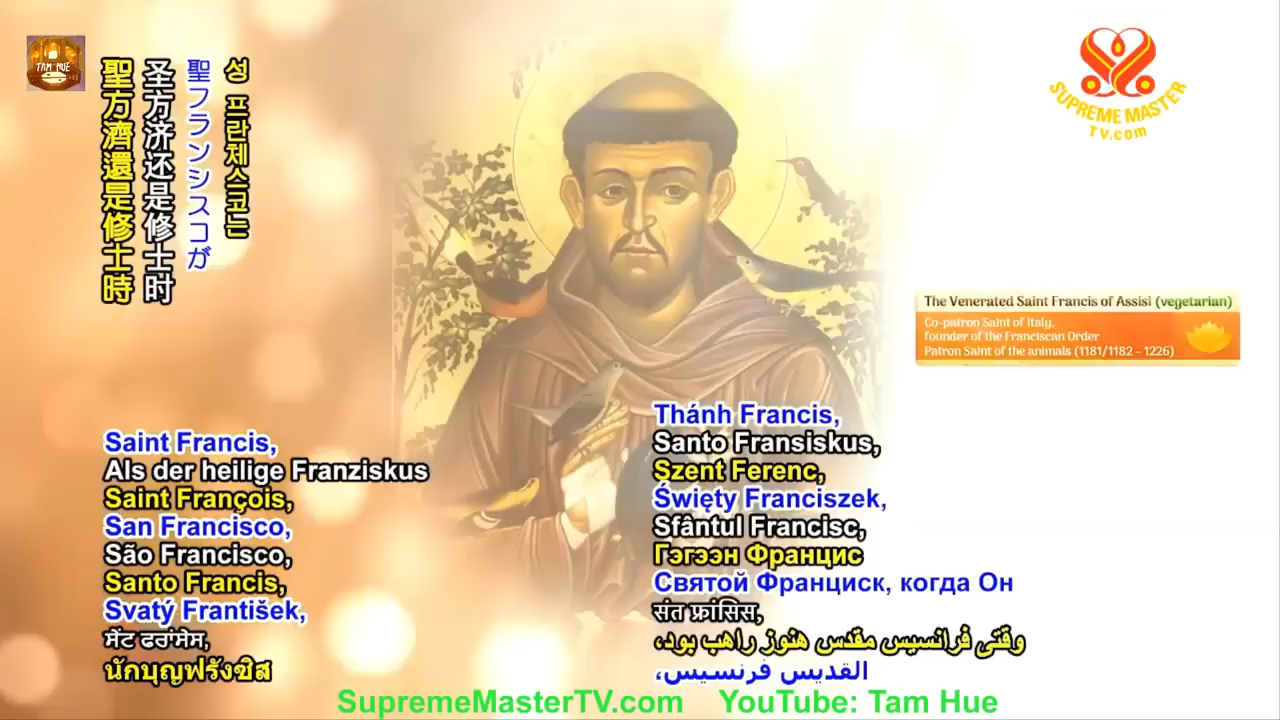 TAM HUE
聖方濟還是修士時
圣方济还是修士时
聖フランシスコが
성 프란체스코는
SUPREME MASTER
TV.com
The Venerated Saint Francis of Assisi (vegetarian)
Co-patron Saint of Italy,
founder of the Franciscan Order
Patron Saint of the animals (1181/1182 – 1226)
Saint Francis,
Als der heilige Franziskus
Saint François,
San Francisco,
São Francisco,
Santo Francis,
Svatý František,
ਸੇਂਟ ਫਰਾਂਸੇਸ,
นักบุญฟรังซิส
Thánh Francis,
Santo Fransiskus,
Szent Ferenc,
Święty Franciszek,
Sfântul Francisc,
Гэгээн Францис
Святой Франциск, когда Он
संत फ्रांसिस,
وقتی فرانسیس مقدس هنوز راهب بود،
القديس فرنسيس،
SupremeMasterTV.com YouTube: Tam Hue